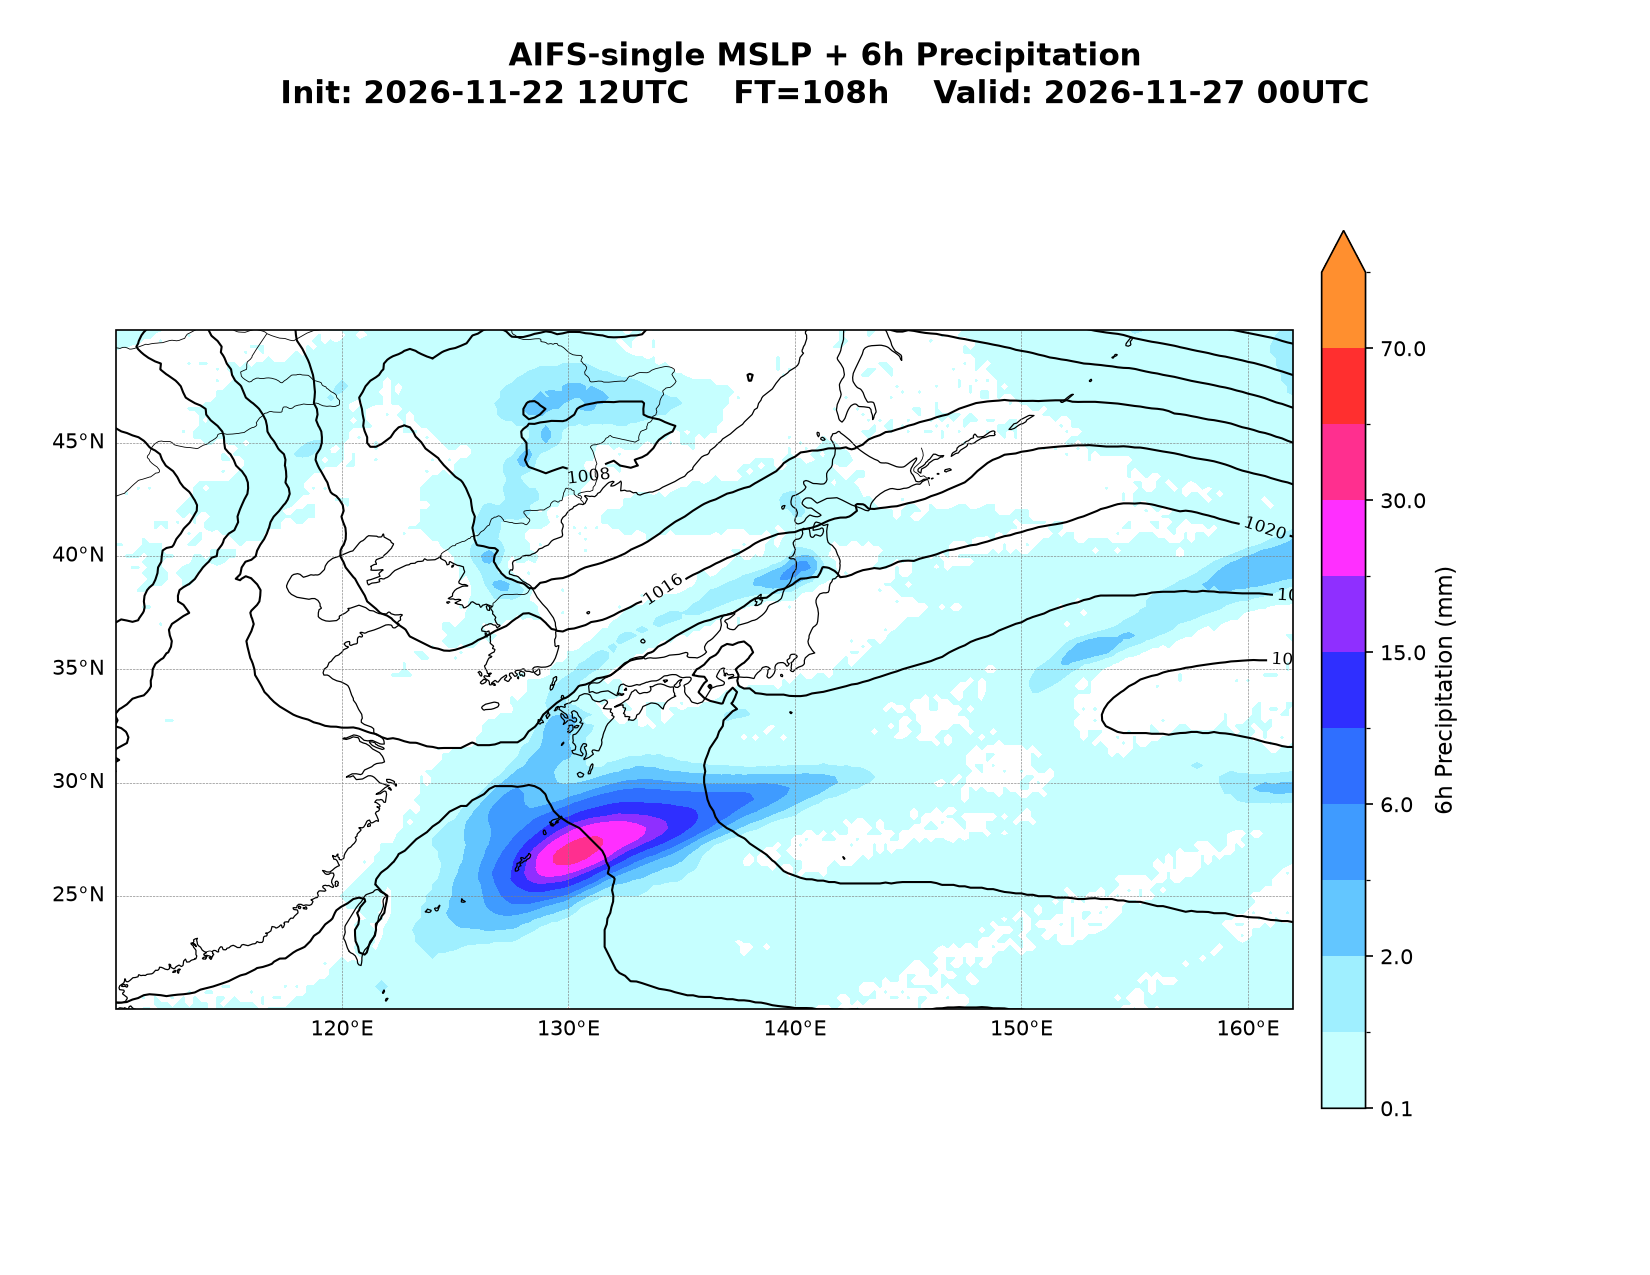 AIFS-single MSLP + 6h Precipitation
Init: 2026-11-22 12UTC    FT=108h    Valid: 2026-11-27 00UTC
70.0
30.0
15.0
6.0
2.0
0.1
6h Precipitation (mm)
45°N
40°N
35°N
30°N
25°N
1008
1016
1020
10
10
120°E
130°E
140°E
150°E
160°E